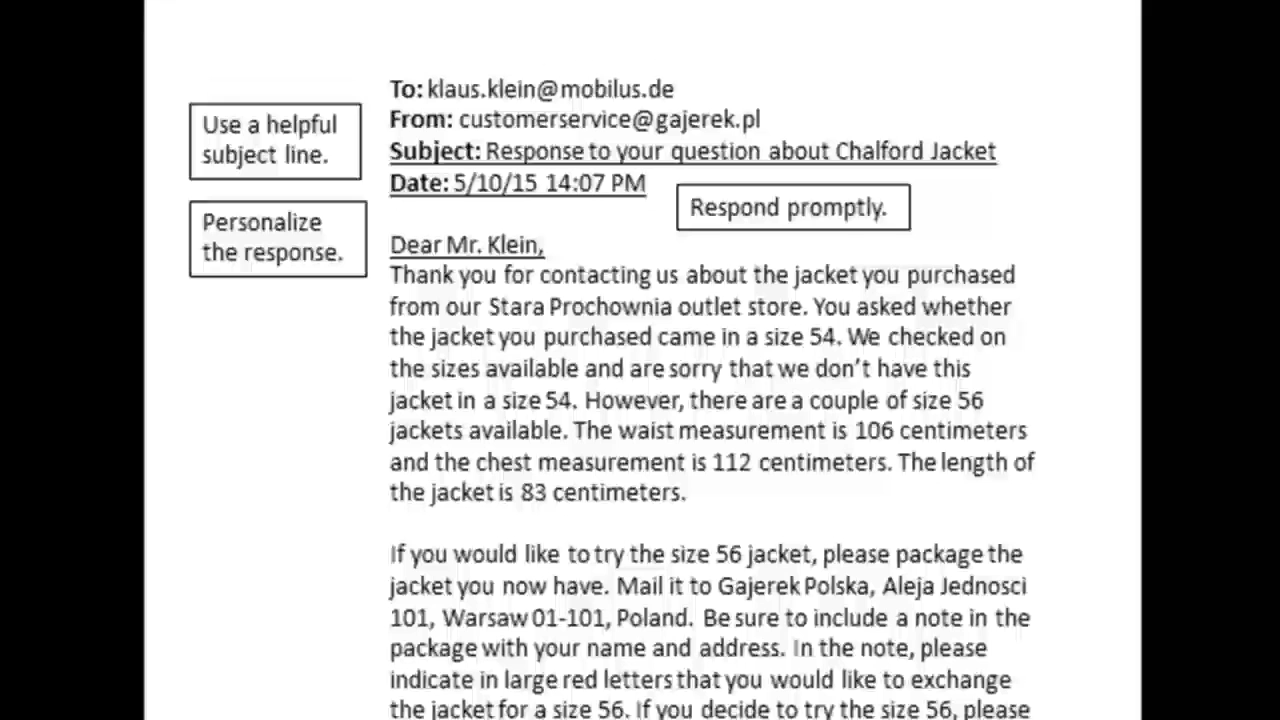 To: klaus.klein@mobilus.de
From: customerservice@gajerek.pl
Subject: Response to your question about Chalford Jacket
Date: 5/10/15 14:07 PM
Use a helpful
subject line.
Respond promptly.
Personalize
the response.
Dear Mr. Klein,
Thank you for contacting us about the jacket you purchased
from our Stara Prochownia outlet store. You asked whether
the jacket you purchased came in a size 54. We checked on
the sizes available and are sorry that we don't have this
jacket in a size 54. However, there are a couple of size 56
jackets available. The waist measurement is 106 centimeters
and the chest measurement is 112 centimeters. The length of
the jacket is 83 centimeters.
If you would like to try the size 56 jacket, please package the
jacket you now have. Mail it to Gajerek Polska, Aleja Jednosci
101, Warsaw 01-101, Poland. Be sure to include a note in the
package with your name and address. In the note, please
indicate in large red letters that you would like to exchange
the jacket for a size 56. If you decide to try the size 56, please